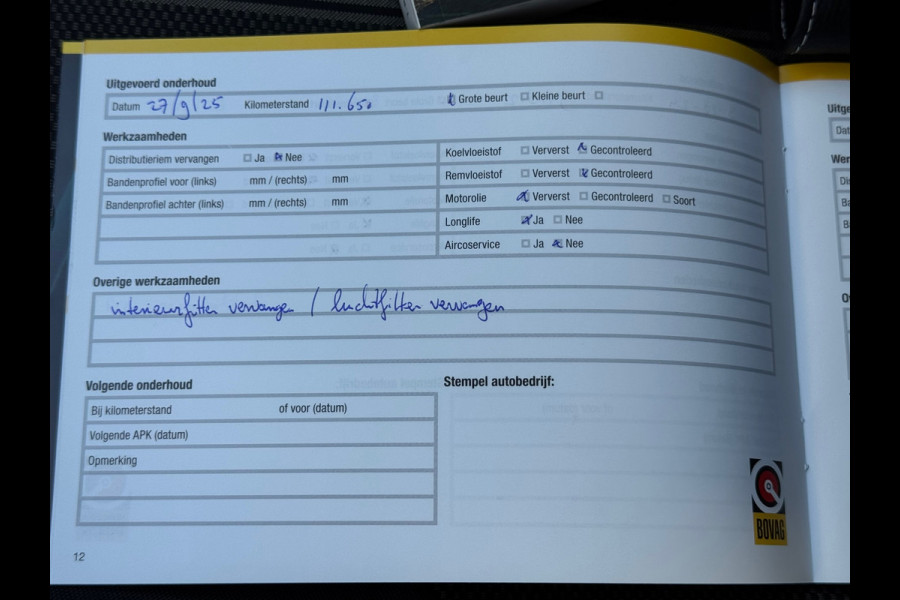 Uitgevoerd onderhoud
Datum 27/9/25 Kilometerstand 111.650 Grote beurt Kleine beurt
Werkzaamheden
Distributieriem vervangen Ja Nee
Bandenprofiel voor (links) mm / (rechts) mm
Bandenprofiel achter (links) mm / (rechts) mm
Koelvloeistof Ververst Gecontroleerd
Remvloeistof Ververst Gecontroleerd
Motorolie Ververst Gecontroleerd Soort
Longlife Ja Nee
Aircoservice Ja Nee
Overige werkzaamheden
interieurfilter vervangen / luchtfilter vervangen
Volgende onderhoud
Bij kilometerstand of voor (datum)
Volgende APK (datum)
Opmerking
Stempel autobedrijf:
BOVAG
12